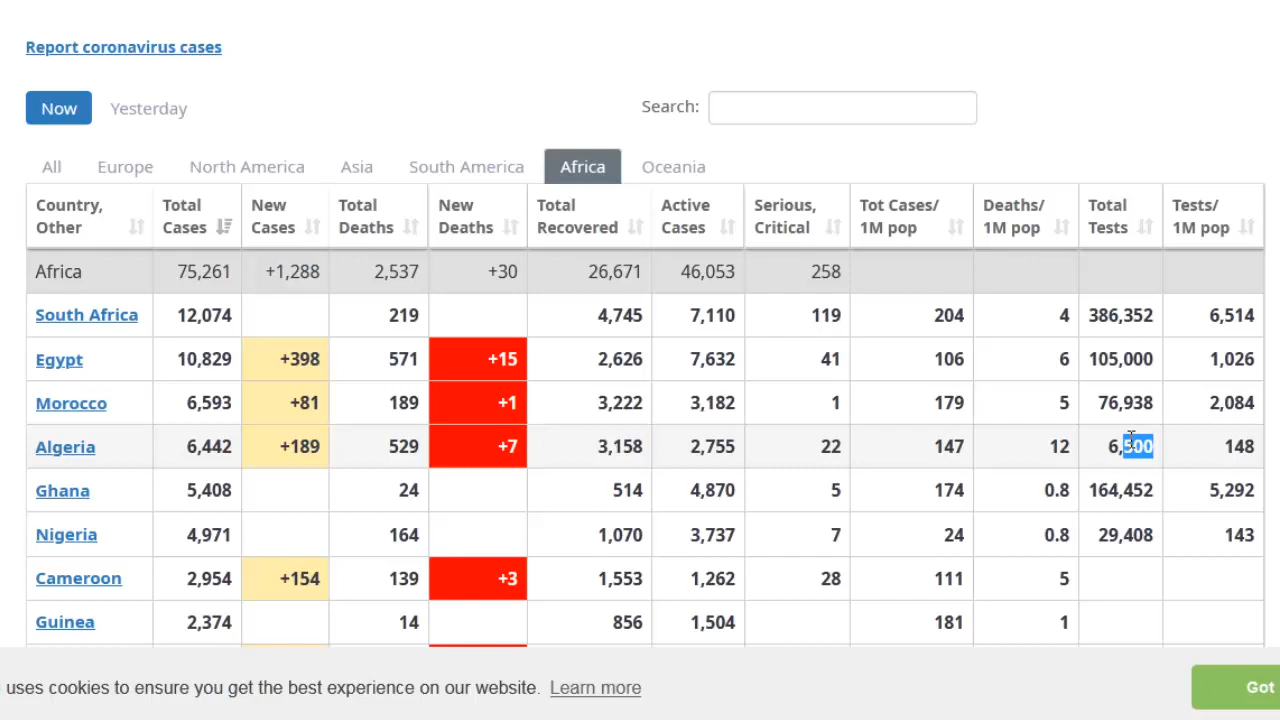 Report coronavirus cases
Now Yesterday Search:
All Europe North America Asia South America Africa Oceania
Country, Other Total Cases New Cases Total Deaths New Deaths Total Recovered Active Cases Serious, Critical Tot Cases/ 1M pop Deaths/ 1M pop Total Tests Tests/ 1M pop
Africa 75,261 +1,288 2,537 +30 26,671 46,053 258
South Africa 12,074 219 4,745 7,110 119 204 4 386,352 6,514
Egypt 10,829 +398 571 +15 2,626 7,632 41 106 6 105,000 1,026
Morocco 6,593 +81 189 +1 3,222 3,182 1 179 5 76,938 2,084
Algeria 6,442 +189 529 +7 3,158 2,755 22 147 12 6,500 148
Ghana 5,408 24 514 4,870 5 174 0.8 164,452 5,292
Nigeria 4,971 164 1,070 3,737 7 24 0.8 29,408 143
Cameroon 2,954 +154 139 +3 1,553 1,262 28 111 5
Guinea 2,374 14 856 1,504 181 1
uses cookies to ensure you get the best experience on our website. Learn more Got